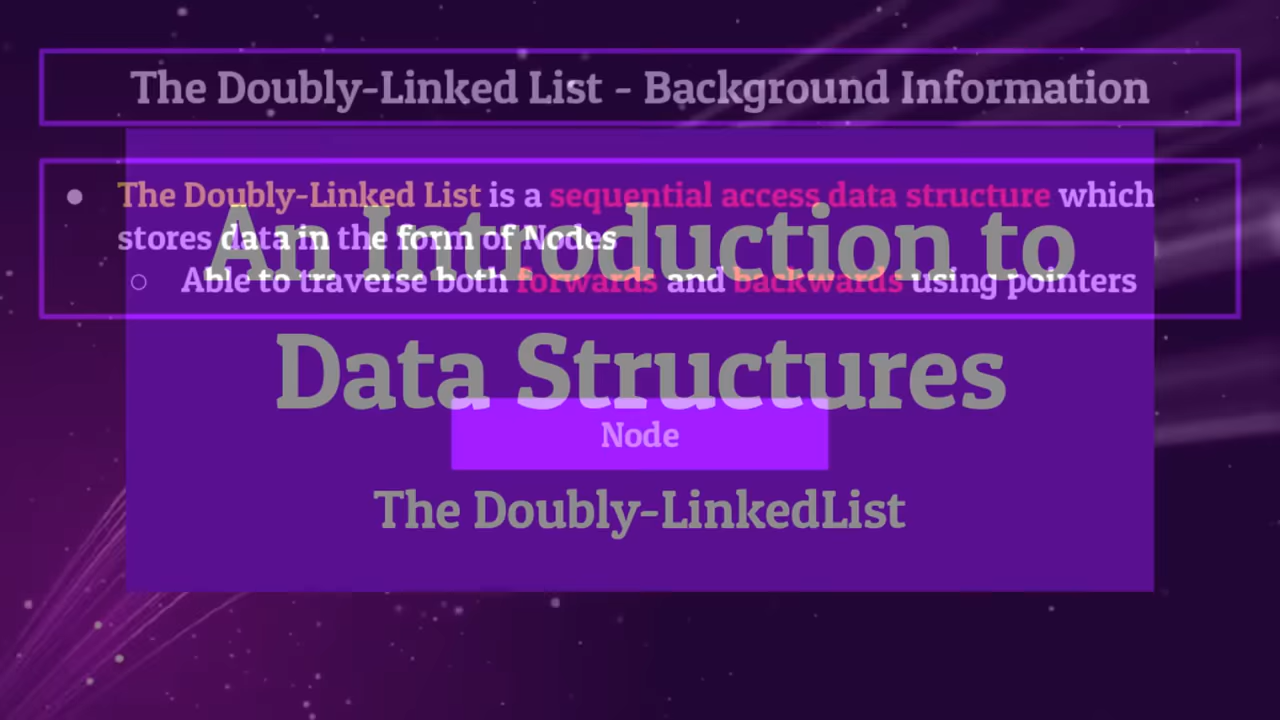 The Doubly-Linked List - Background Information
● The Doubly-Linked List is a sequential access data structure which
stores data in the form of Nodes
○ Able to traverse both forwards and backwards using pointers
An Introduction to
Data Structures
Node
The Doubly-LinkedList